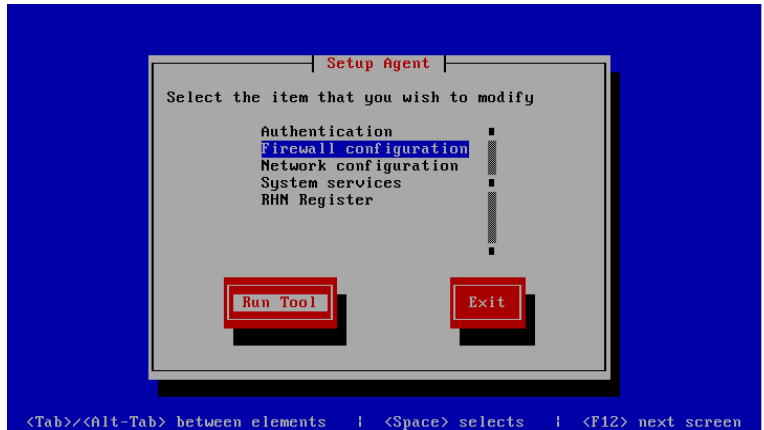 Setup Agent
Select the item that you wish to modify
Authentication
Firewall configuration
Network configuration
System services
RHN Register
Run Tool
Exit
<Tab>/<Alt-Tab> between elements | <Space> selects | <F12> next screen